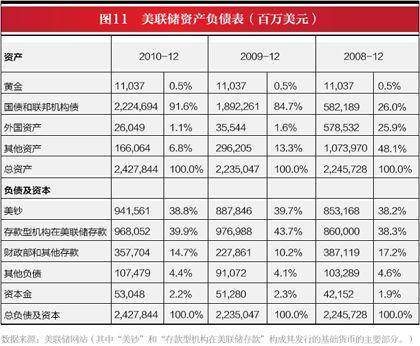 图11 美联储资产负债表（百万美元）
资产 2010-12 2009-12 2008-12
黄金 11,037 0.5% 11,037 0.5% 11,037 0.5%
国债和联邦机构债 2,224,694 91.6% 1,892,261 84.7% 582,189 26.0%
外国资产 26,049 1.1% 35,544 1.6% 578,532 25.9%
其他资产 166,064 6.8% 296,205 13.3% 1,073,970 48.1%
总资产 2,427,844 100.0% 2,235,047 100.0% 2,245,728 100.0%
负债及资本
美钞 941,561 38.8% 887,846 39.7% 853,168 38.2%
存款型机构在美联储存款 968,052 39.9% 976,988 43.7% 860,000 38.3%
财政部和其他存款 357,704 14.7% 227,861 10.2% 387,119 17.2%
其他负债 107,479 4.4% 91,072 4.1% 103,289 4.6%
资本金 53,048 2.2% 51,280 2.3% 42,152 1.9%
总负债及资本 2,427,844 100.0% 2,235,047 100.0% 2,245,728 100.0%
数据来源：美联储网站（其中“美钞”和“存款型机构在美联储存款”构成其发行的基础货币的主要部分。）